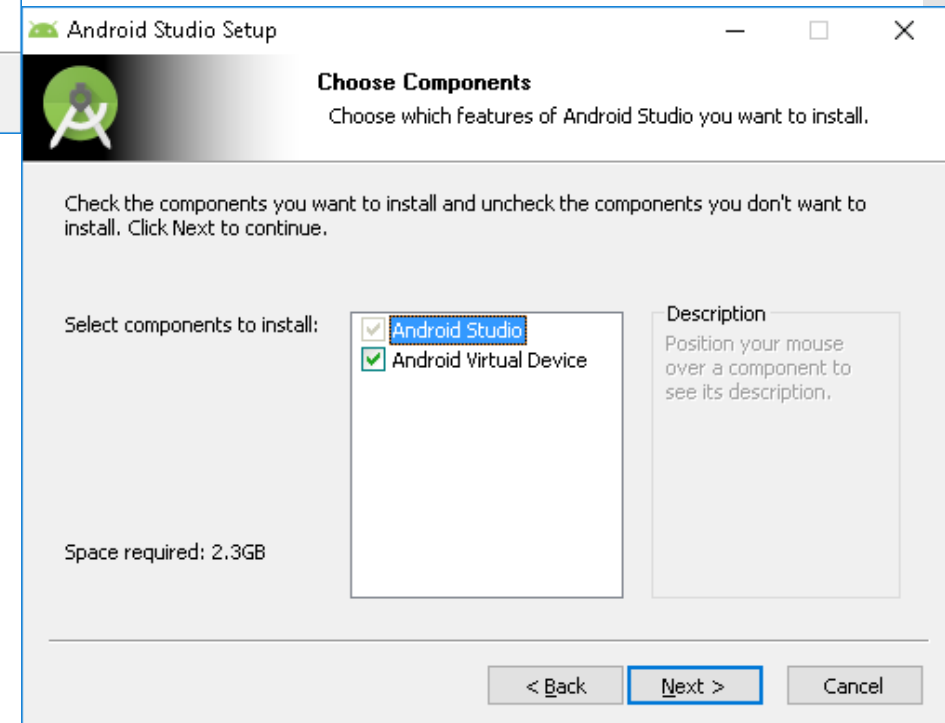 Android Studio Setup
Choose Components
Choose which features of Android Studio you want to install.
Check the components you want to install and uncheck the components you don't want to
install. Click Next to continue.
Select components to install:
Android Studio
Android Virtual Device
Description
Position your mouse
over a component to
see its description.
Space required: 2.3GB
< Back
Next >
Cancel